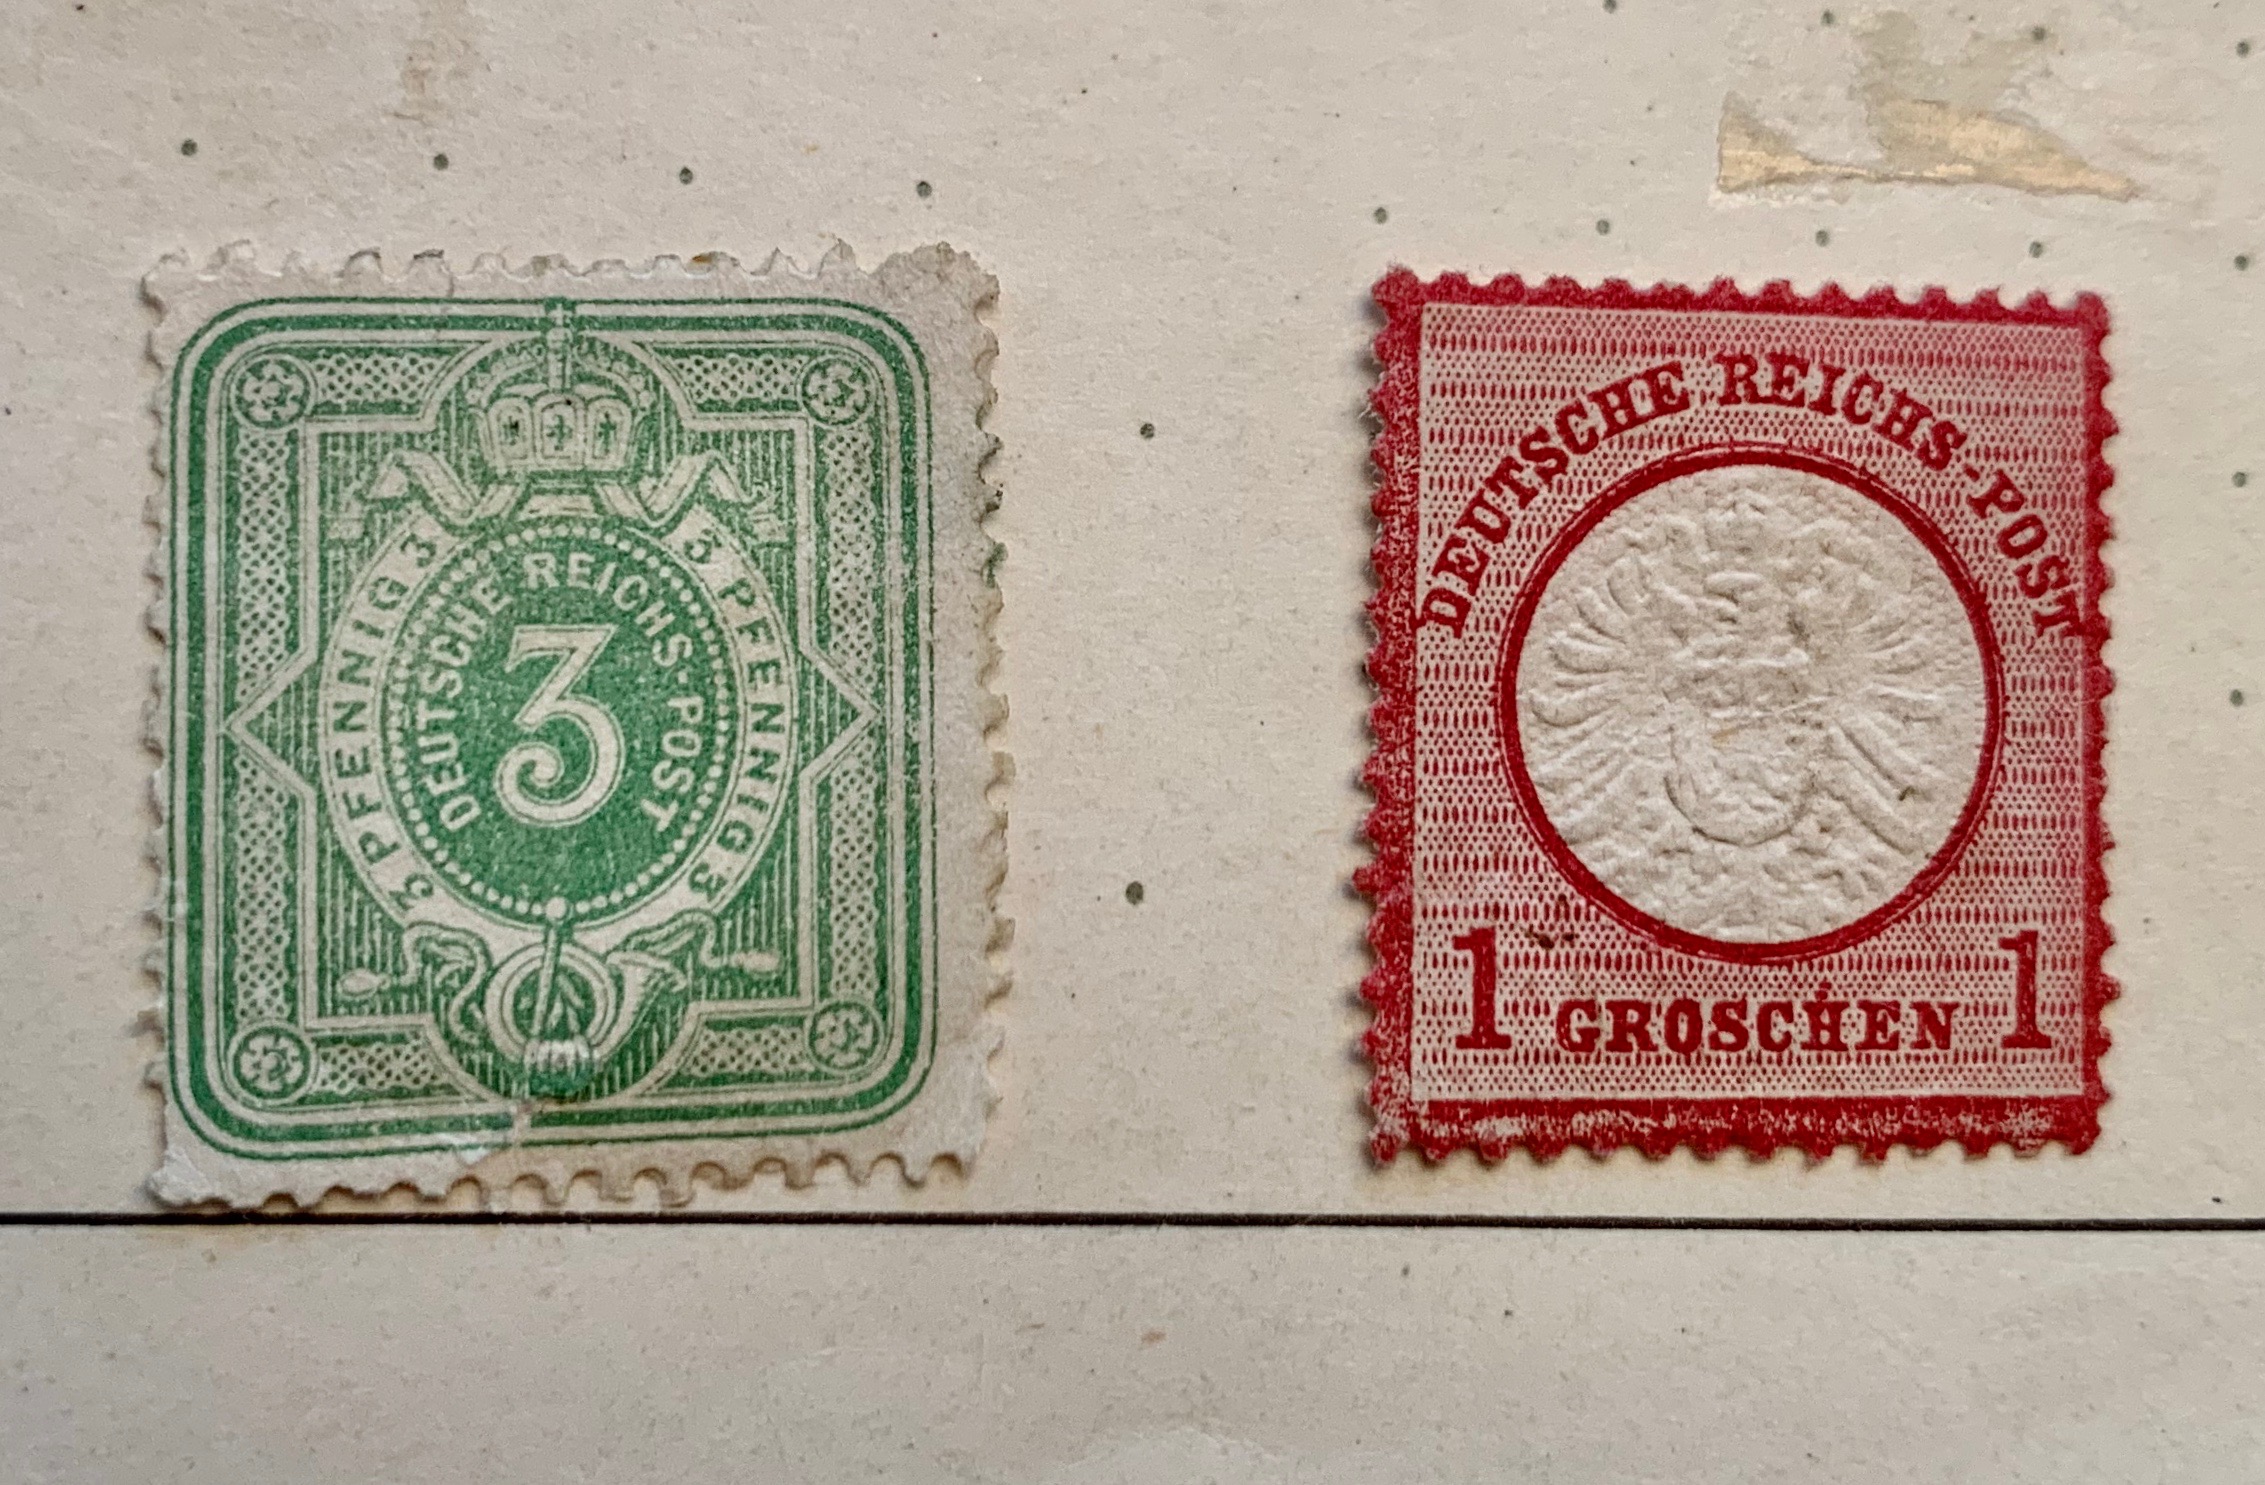 3 PFENNIG 3
3 PFENNIG 3
DEUTSCHE REICHS-POST
3
DEUTSCHE REICHS-POST
1 GROSCHEN 1